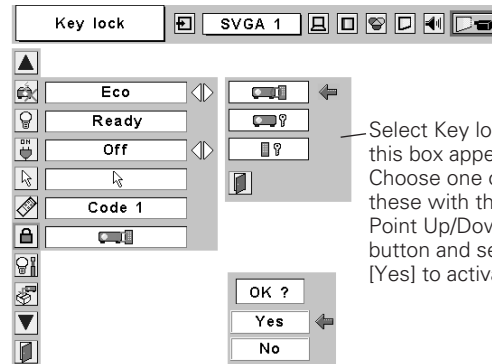 Key lock
SVGA 1
Eco
ON
Ready
Off
Code 1
Select Key lo
this box appe
Choose one o
these with th
Point Up/Dov
button and se
[Yes] to activa
OK ?
Yes
No